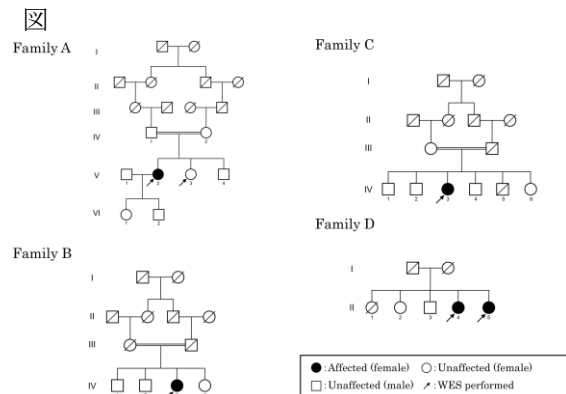 図
Family A
I
II
III
IV
1
2
V
1
2
3
4
VI
1
2
Family B
I
II
III
IV
Family C
I
II
III
IV
1
2
3
4
5
6
Family D
I
II
1
2
3
4
5
●: Affected (female) ○: Unaffected (female)
□: Unaffected (male) ↗: WES performed